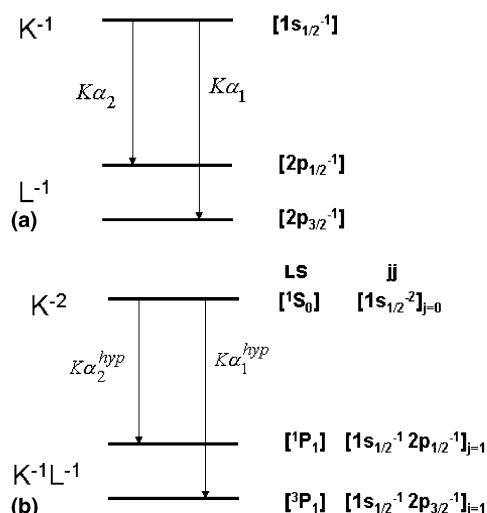 K⁻¹ [1s₁/₂⁻¹]
Kα₂ Kα₁
[2p₁/₂⁻¹]
L⁻¹
(a) [2p₃/₂⁻¹]
LS jj
K⁻² [¹S₀] [1s₁/₂⁻²]ⱼ₌₀
Kα₂ʰʸᵖ Kα₁ʰʸᵖ
[¹P₁] [1s₁/₂⁻¹ 2p₁/₂⁻¹]ⱼ₌₁
K⁻¹L⁻¹
(b) [³P₁] [1s₁/₂⁻¹ 2p₃/₂⁻¹]ⱼ₌₁